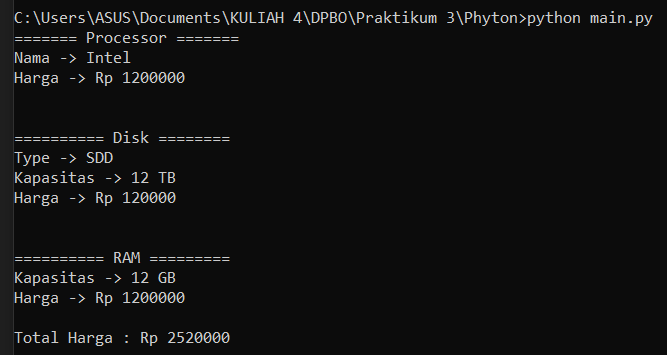 C:\Users\ASUS\Documents\KULIAH 4\DPBO\Praktikum 3\Phyton>python main.py
======= Processor =======
Nama -> Intel
Harga -> Rp 1200000
========== Disk ========
Type -> SDD
Kapasitas -> 12 TB
Harga -> Rp 120000
========== RAM =========
Kapasitas -> 12 GB
Harga -> Rp 1200000
Total Harga : Rp 2520000